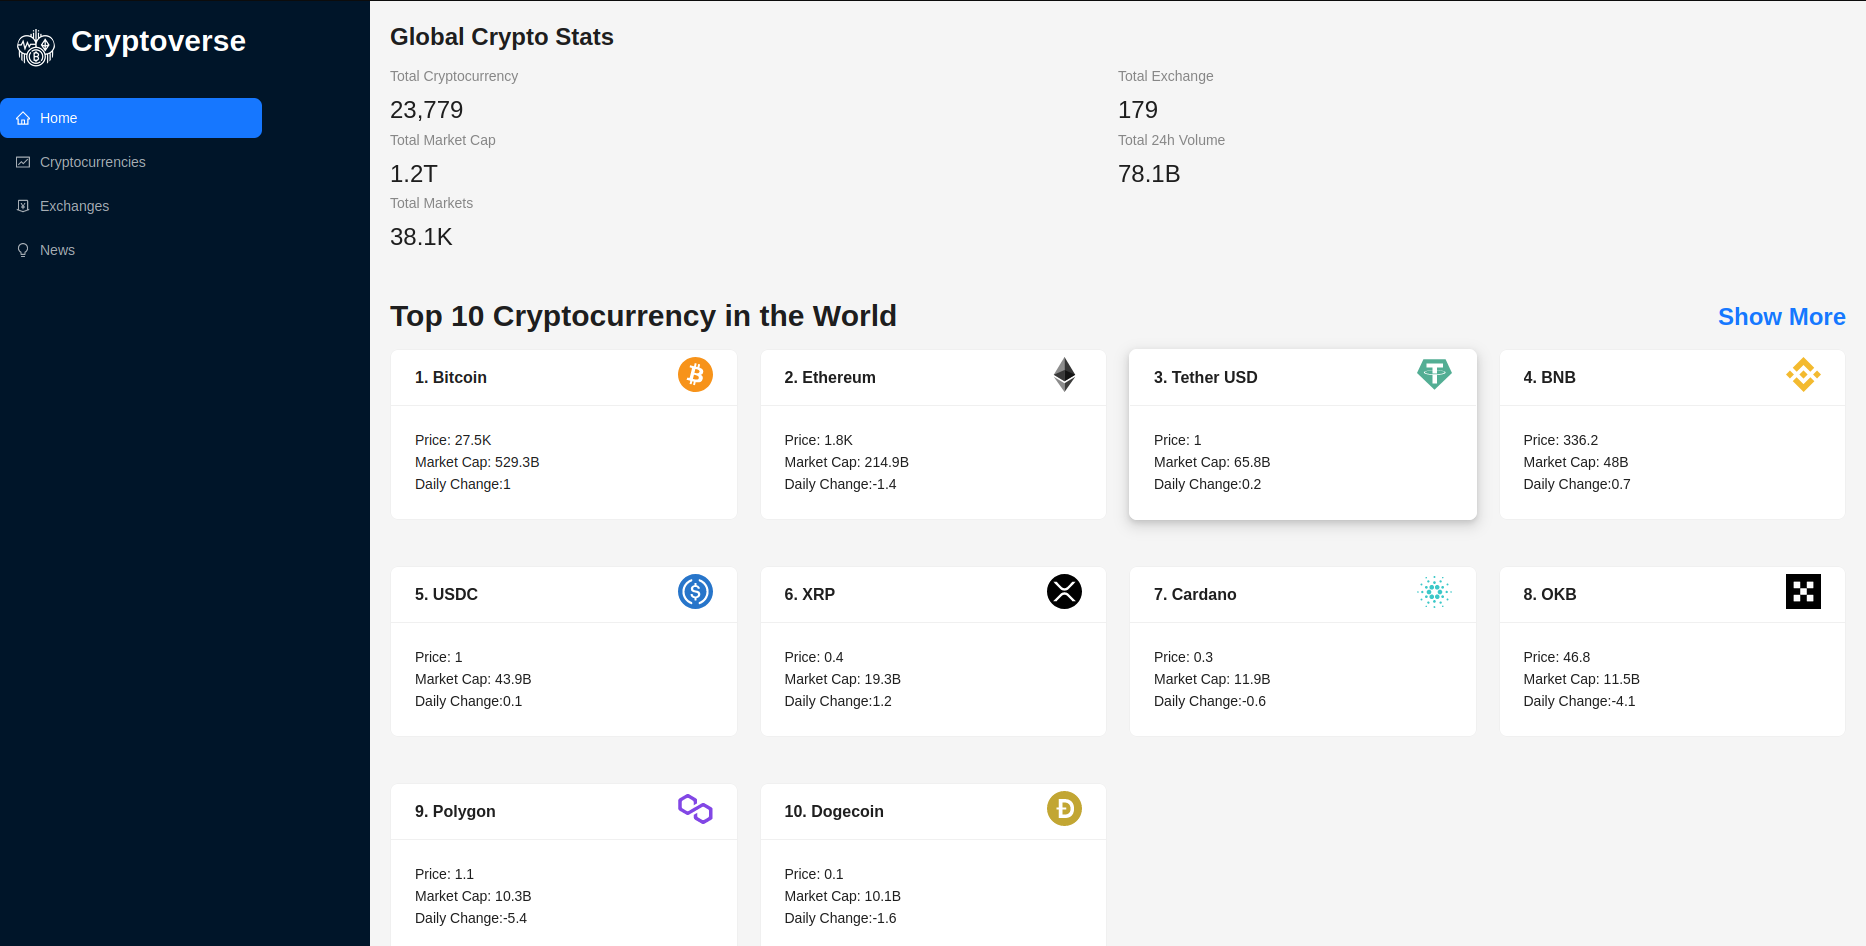 Cryptoverse
Home
Cryptocurrencies
Exchanges
News
Global Crypto Stats
Total Cryptocurrency
23,779
Total Exchange
179
Total Market Cap
1.2T
Total 24h Volume
78.1B
Total Markets
38.1K
Top 10 Cryptocurrency in the World
Show More
1. Bitcoin
Price: 27.5K
Market Cap: 529.3B
Daily Change:1
2. Ethereum
Price: 1.8K
Market Cap: 214.9B
Daily Change:-1.4
3. Tether USD
Price: 1
Market Cap: 65.8B
Daily Change:0.2
4. BNB
Price: 336.2
Market Cap: 48B
Daily Change:0.7
5. USDC
Price: 1
Market Cap: 43.9B
Daily Change:0.1
6. XRP
Price: 0.4
Market Cap: 19.3B
Daily Change:1.2
7. Cardano
Price: 0.3
Market Cap: 11.9B
Daily Change:-0.6
8. OKB
Price: 46.8
Market Cap: 11.5B
Daily Change:-4.1
9. Polygon
Price: 1.1
Market Cap: 10.3B
Daily Change:-5.4
10. Dogecoin
Price: 0.1
Market Cap: 10.1B
Daily Change:-1.6